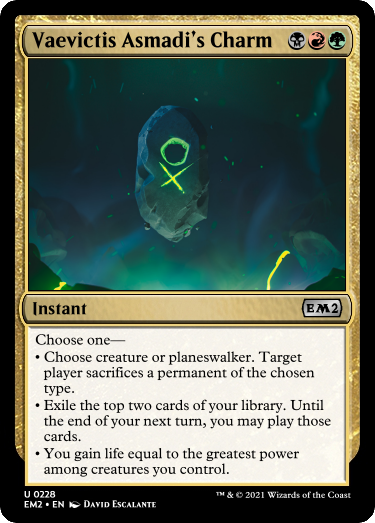 Vaevictis Asmadi's Charm
Instant
EM2
Choose one—
• Choose creature or planeswalker. Target
player sacrifices a permanent of the chosen
type.
• Exile the top two cards of your library. Until
the end of your next turn, you may play those
cards.
• You gain life equal to the greatest power
among creatures you control.
U 0228
EM2 • EN David Escalante
™ & © 2021 Wizards of the Coast